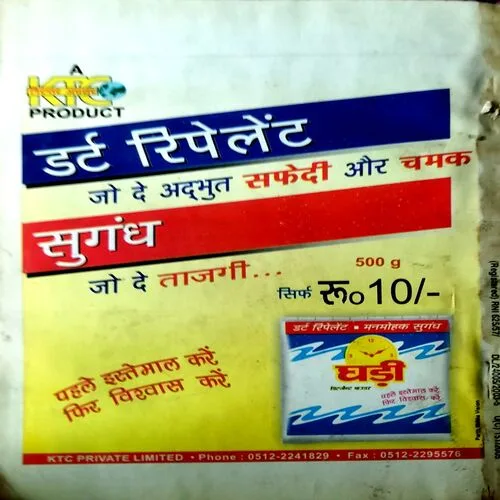 A
KTC
PRODUCT
डर्ट रिपेलेंट
जो दे अद्‌भुत सफेदी और चमक
सुगंध
जो दे ताजगी...
500 g
सिर्फ रू०10/-
पहले इस्तेमाल करें
फिर विश्वास करें
डर्ट रिपेलेंट ▪ मनमोहक सुगंध
घड़ी
डिटर्जेन्ट पाउडर
पहले इस्तेमाल करें
फिर विश्वास करें
KTC PRIVATE LIMITED • Phone : 0512-2241829 • Fax : 0512-2295576